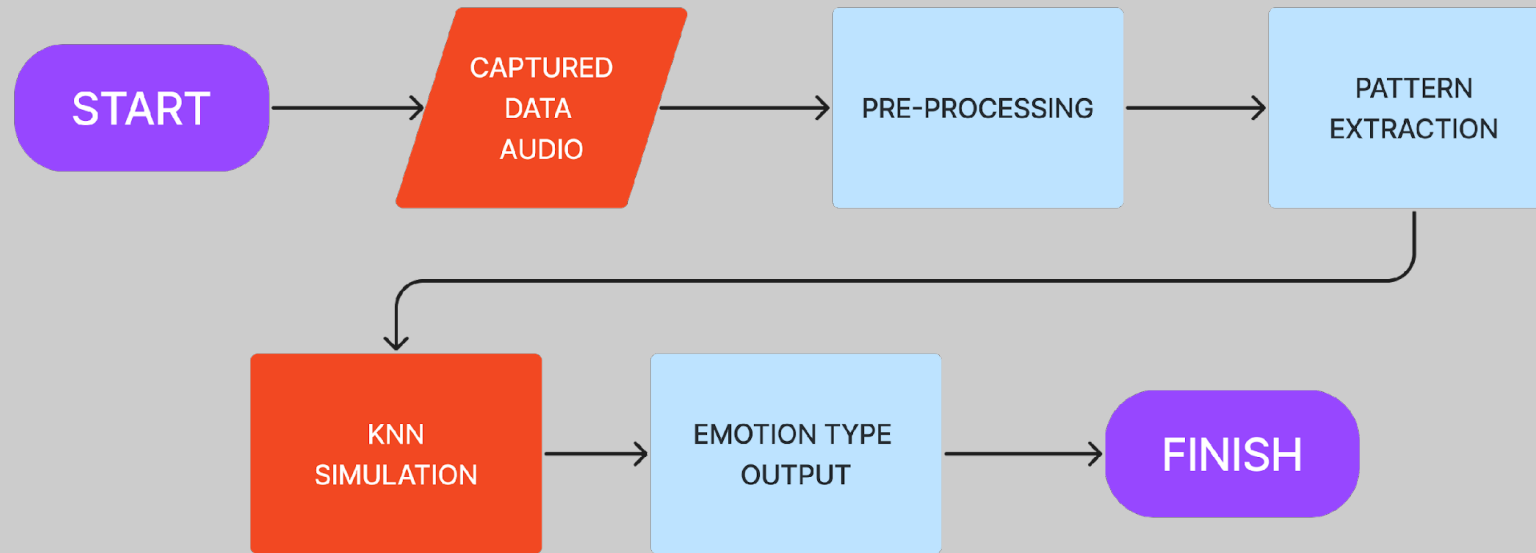 START
CAPTURED
DATA
AUDIO
PRE-PROCESSING
PATTERN
EXTRACTION
KNN
SIMULATION
EMOTION TYPE
OUTPUT
FINISH